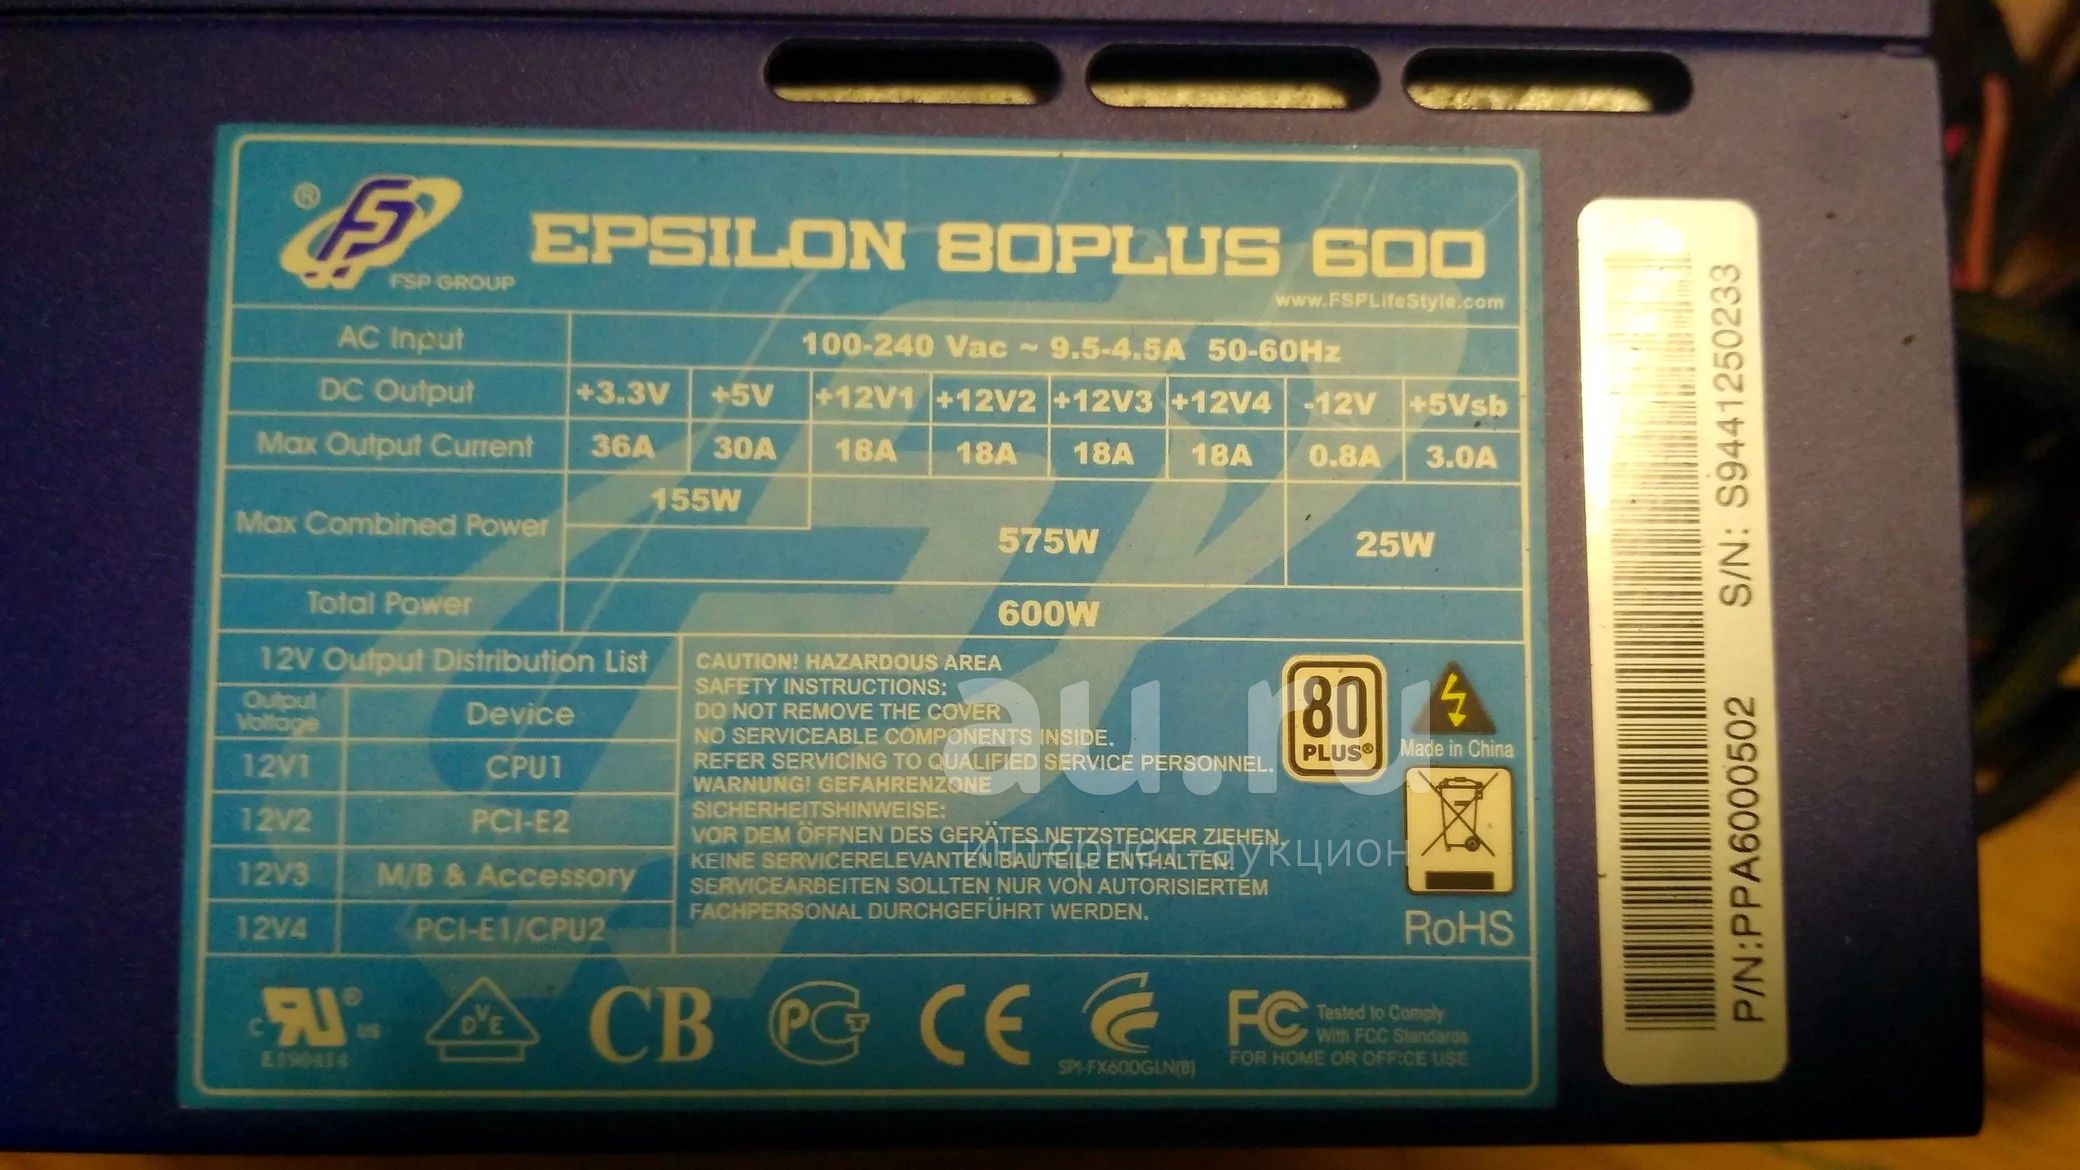 ® FSP GROUP
EPSILON 80PLUS 600
www.FSPLifeStyle.com
AC Input 100-240 Vac ~ 9.5-4.5A 50-60Hz
DC Output +3.3V +5V +12V1 +12V2 +12V3 +12V4 -12V +5Vsb
Max Output Current 36A 30A 18A 18A 18A 18A 0.8A 3.0A
Max Combined Power 155W 575W 25W
Total Power 600W
12V Output Distribution List
Output Voltage Device
12V1 CPU1
12V2 PCI-E2
12V3 M/B & Accessory
12V4 PCI-E1/CPU2
CAUTION! HAZARDOUS AREA
SAFETY INSTRUCTIONS:
DO NOT REMOVE THE COVER
NO SERVICEABLE COMPONENTS INSIDE.
REFER SERVICING TO QUALIFIED SERVICE PERSONNEL.
WARNUNG! GEFAHRENZONE
SICHERHEITSHINWEISE:
VOR DEM ÖFFNEN DES GERÄTES NETZSTECKER ZIEHEN.
KEINE SERVICERELEVANTEN BAUTEILE ENTHALTEN.
SERVICEARBEITEN SOLLTEN NUR VON AUTORISIERTEM
FACHPERSONAL DURCHGEFÜHRT WERDEN.
80
PLUS®
Made in China
RoHS
c RU® us
E190414
DVE
CB
PCT
CE
SPI-FX600GLN(B)
FC Tested to Comply
With FCC Standards
FOR HOME OR OFFICE USE
S/N: S9441250233
P/N:PPA6000502
au.ru
интернет-аукцион